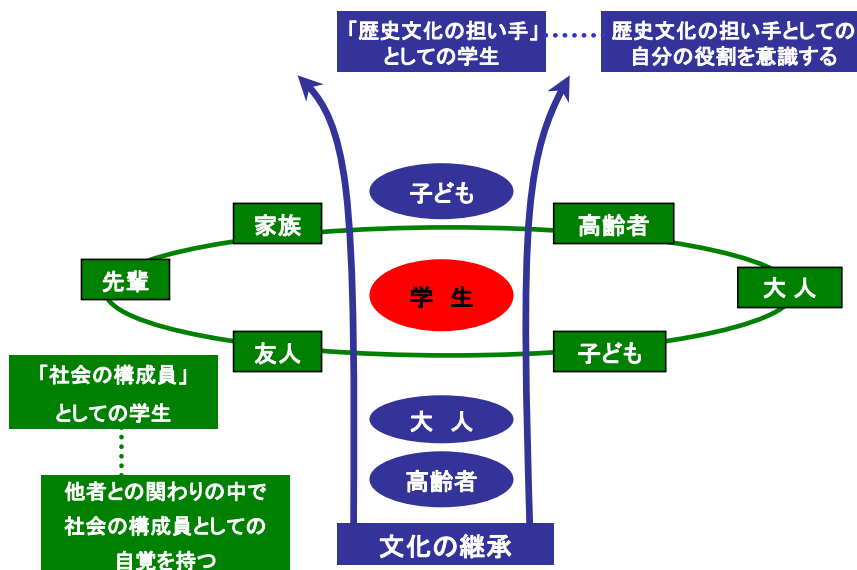 「歴史文化の担い手」
としての学生
歴史文化の担い手としての
自分の役割を意識する
子ども
家族
高齢者
先輩
学 生
大 人
友人
子ども
「社会の構成員」
としての学生
大 人
高齢者
他者との関わりの中で
社会の構成員としての
自覚を持つ
文化の継承